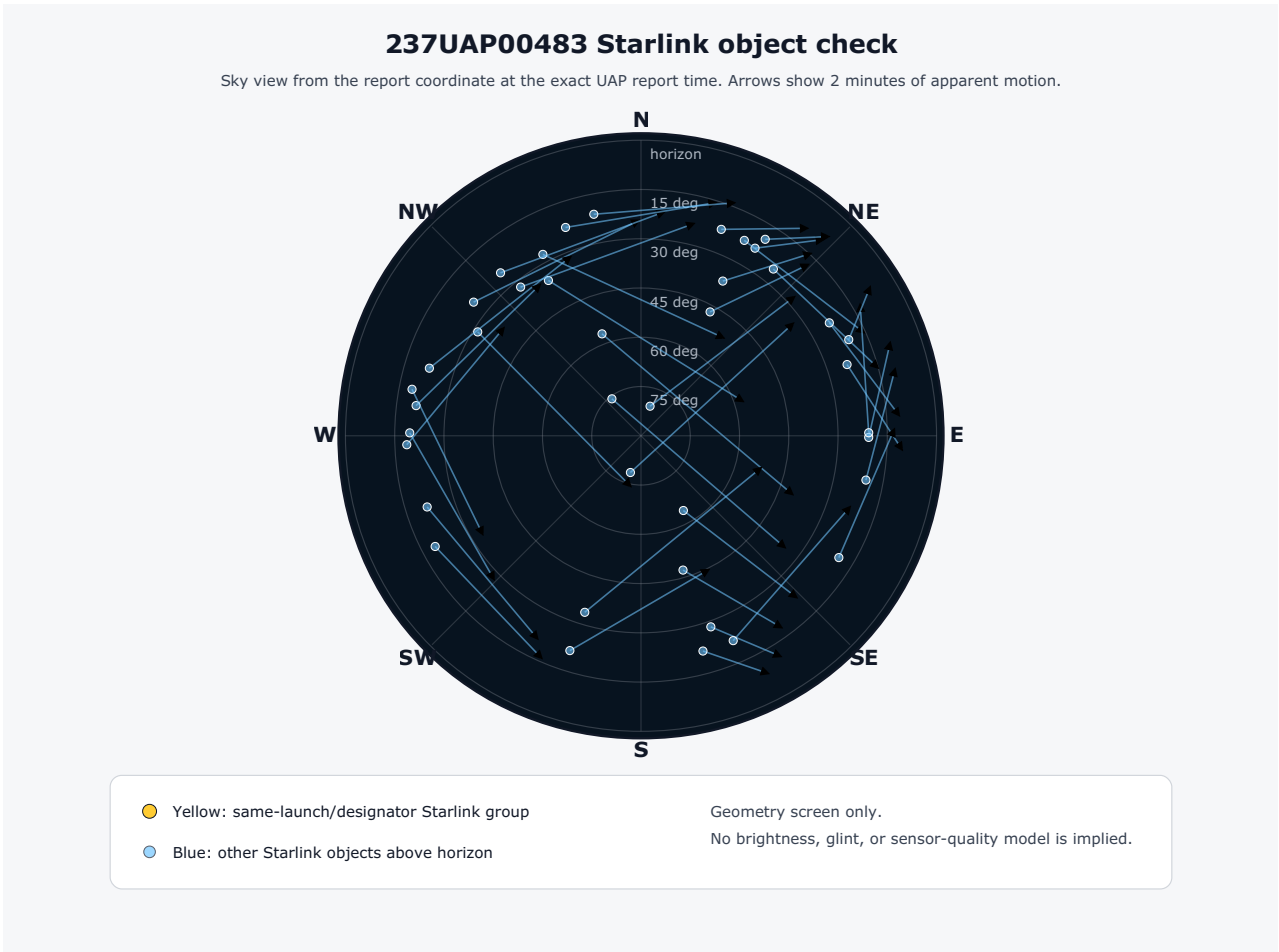 237UAP00483 Starlink object check
Sky view from the report coordinate at the exact UAP report time. Arrows show 2 minutes of apparent motion.
N
horizon
15 deg
NW
NE
30 deg
45 deg
60 deg
75 deg
W
E
SW
SE
S
Yellow: same-launch/designator Starlink group
Geometry screen only.
No brightness, glint, or sensor-quality model is implied.
Blue: other Starlink objects above horizon